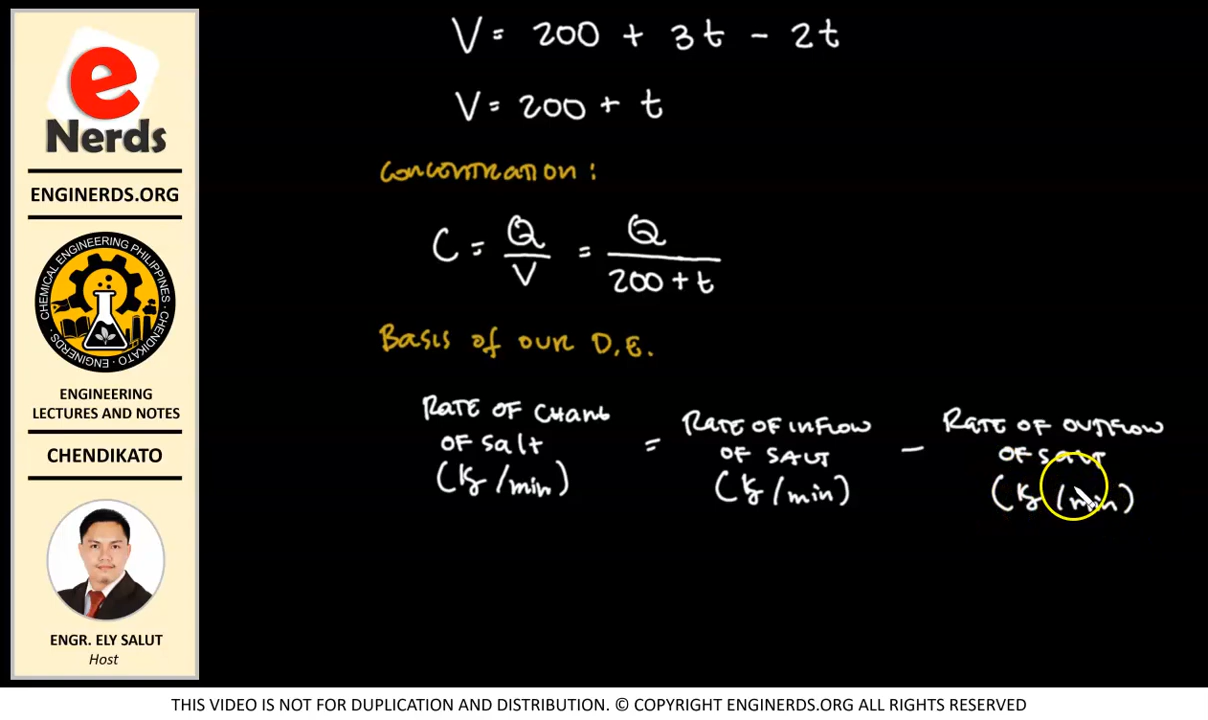 e
Nerds
ENGINERDS.ORG
CHEMICAL ENGINEERING PHILIPPINES
CHENDIKATO · ENGINERDS
ENGINEERING
LECTURES AND NOTES
CHENDIKATO
ENGR. ELY SALUT
Host
V = 200 + 3t - 2t
V = 200 + t
Concentration:
C = Q/V = Q/(200 + t)
Basis of our D.E.
RATE OF CHANG OF SALT (kg/min) = RATE OF INFLOW OF SALT (kg/min) - RATE OF OUTFLOW OF SALT (kg/min)
THIS VIDEO IS NOT FOR DUPLICATION AND DISTRIBUTION. © COPYRIGHT ENGINERDS.ORG ALL RIGHTS RESERVED